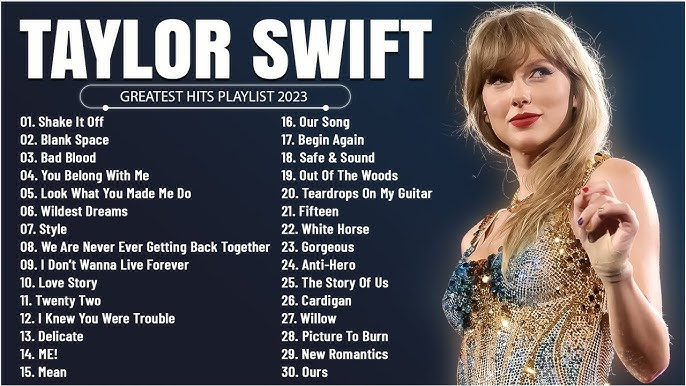 TAYLOR SWIFT
GREATEST HITS PLAYLIST 2023
01. Shake It Off
02. Blank Space
03. Bad Blood
04. You Belong With Me
05. Look What You Made Me Do
06. Wildest Dreams
07. Style
08. We Are Never Ever Getting Back Together
09. I Don't Wanna Live Forever
10. Love Story
11. Twenty Two
12. I Knew You Were Trouble
13. Delicate
14. ME!
15. Mean
16. Our Song
17. Begin Again
18. Safe & Sound
19. Out Of The Woods
20. Teardrops On My Guitar
21. Fifteen
22. White Horse
23. Gorgeous
24. Anti-Hero
25. The Story Of Us
26. Cardigan
27. Willow
28. Picture To Burn
29. New Romantics
30. Ours